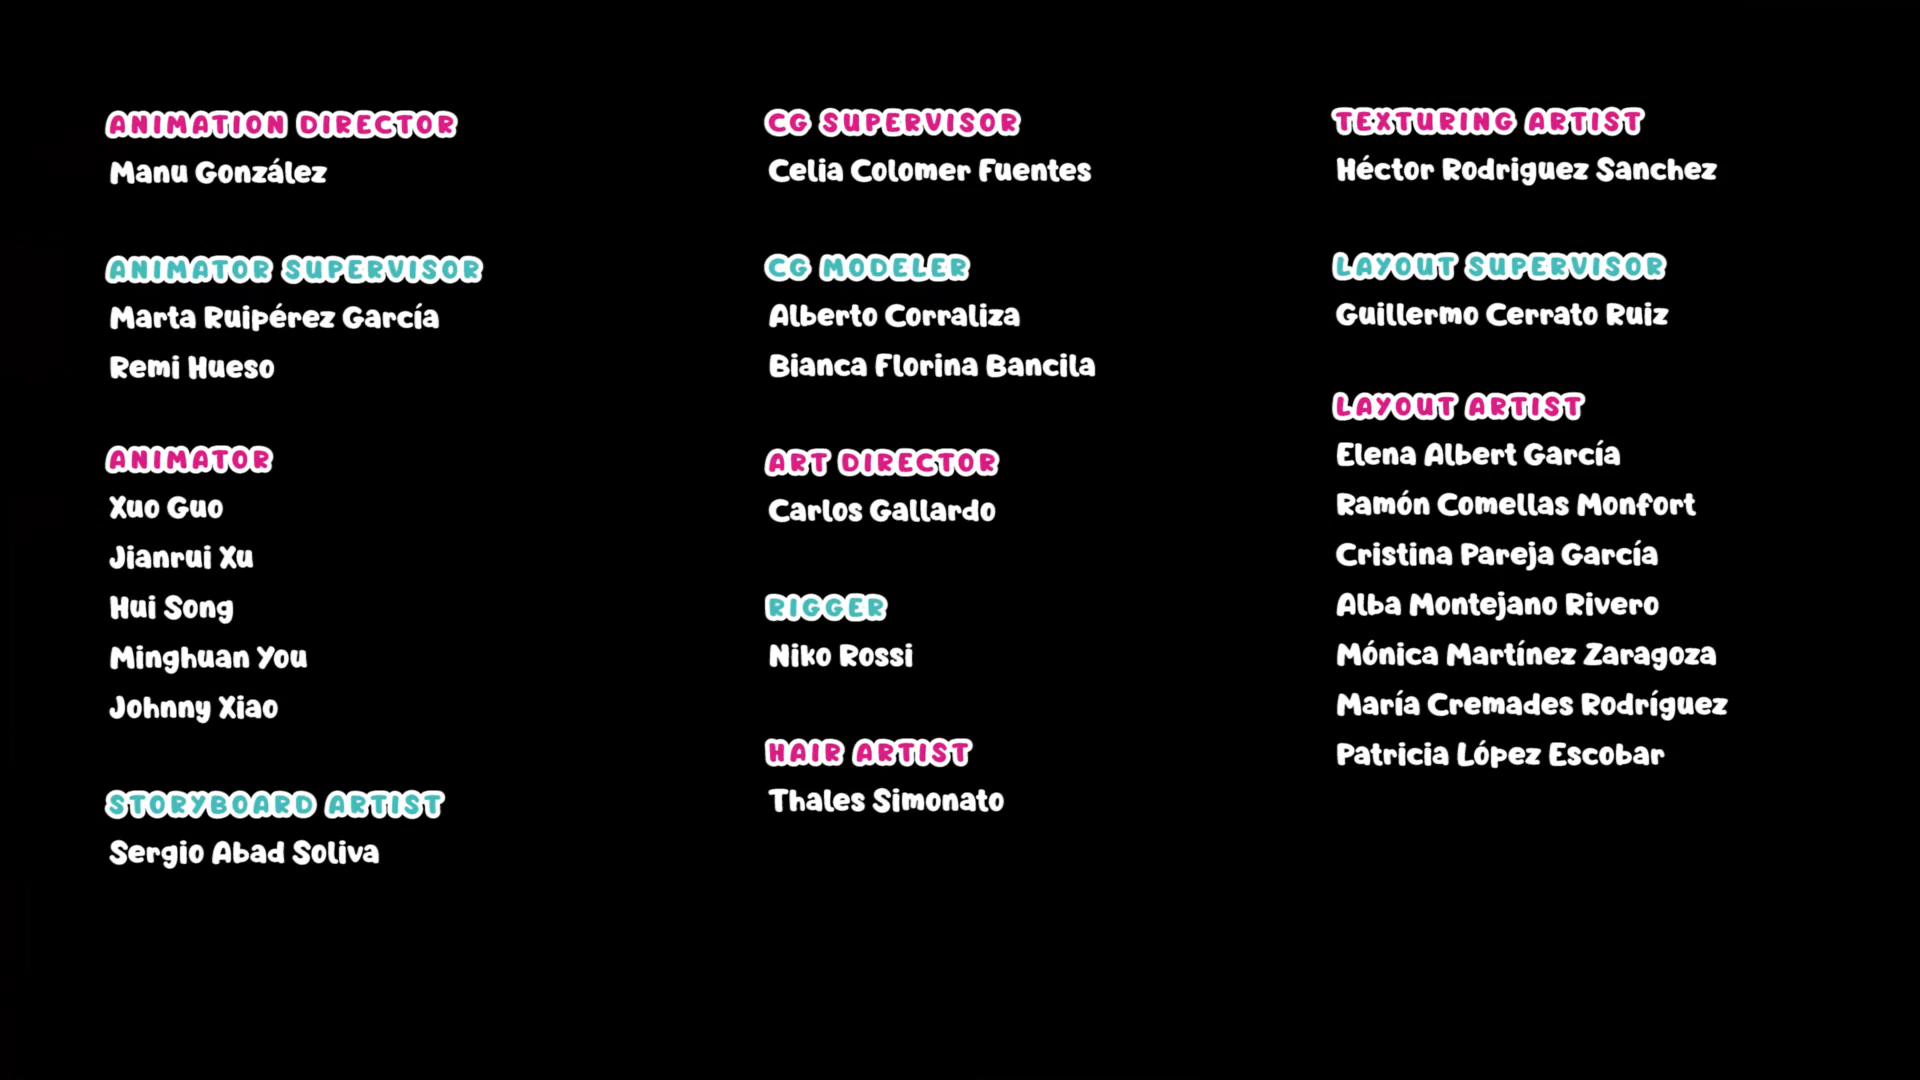 ANIMATION DIRECTOR
Manu González
ANIMATOR SUPERVISOR
Marta Ruipérez García
Remi Hueso
ANIMATOR
Xuo Guo
Jianrui Xu
Hui Song
Minghuan You
Johnny Xiao
STORYBOARD ARTIST
Sergio Abad Soliva
CG SUPERVISOR
Celia Colomer Fuentes
CG MODELER
Alberto Corraliza
Bianca Florina Bancila
ART DIRECTOR
Carlos Gallardo
RIGGER
Niko Rossi
HAIR ARTIST
Thales Simonato
TEXTURING ARTIST
Héctor Rodriguez Sanchez
LAYOUT SUPERVISOR
Guillermo Cerrato Ruiz
LAYOUT ARTIST
Elena Albert García
Ramón Comellas Monfort
Cristina Pareja García
Alba Montejano Rivero
Mónica Martínez Zaragoza
María Cremades Rodríguez
Patricia López Escobar